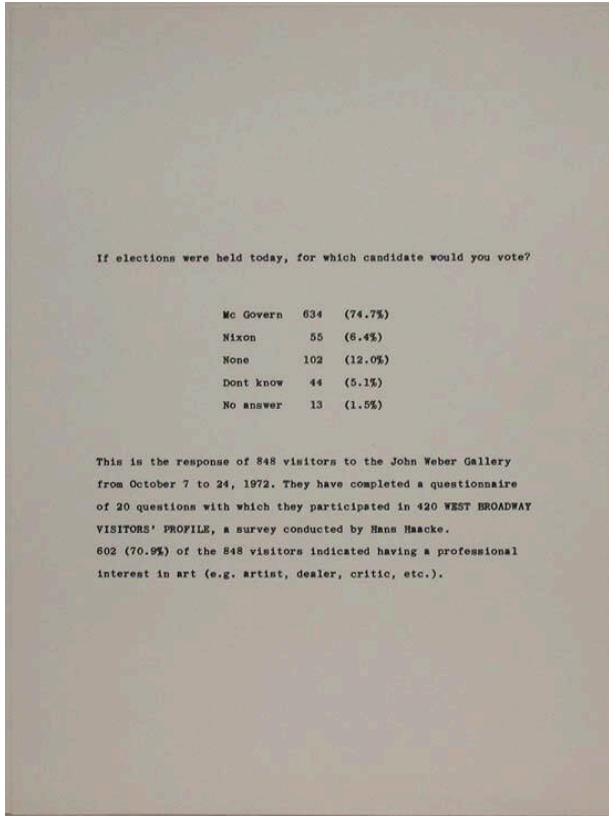 If elections were held today, for which candidate would you vote?
Mc Govern 634 (74.7%)
Nixon 55 (6.4%)
None 102 (12.0%)
Dont know 44 (5.1%)
No answer 13 (1.5%)
This is the response of 848 visitors to the John Weber Gallery
from October 7 to 24, 1972. They have completed a questionnaire
of 20 questions with which they participated in 420 WEST BROADWAY
VISITORS' PROFILE, a survey conducted by Hans Haacke.
602 (70.9%) of the 848 visitors indicated having a professional
interest in art (e.g. artist, dealer, critic, etc.).